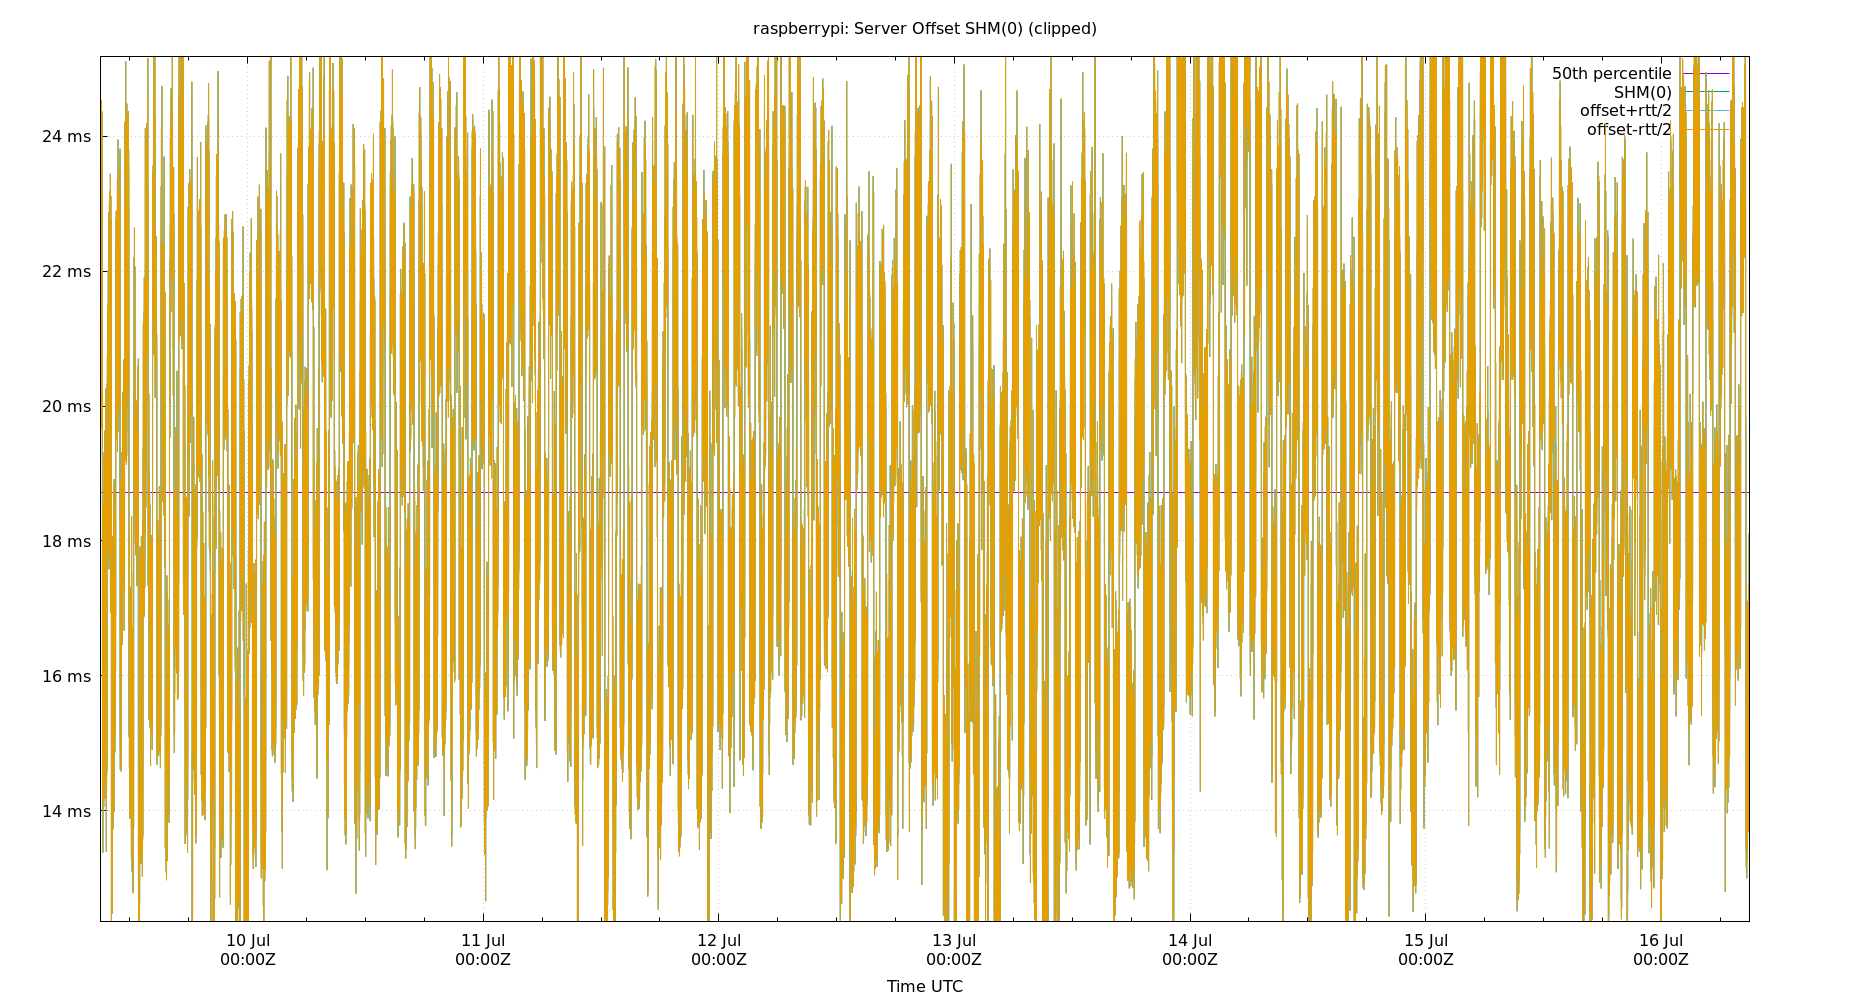 raspberrypi: Server Offset SHM(0) (clipped)
50th percentile
SHM(0)
offset+rtt/2
offset-rtt/2
24 ms
22 ms
20 ms
18 ms
16 ms
14 ms
10 Jul 11 Jul 12 Jul 13 Jul 14 Jul 15 Jul 16 Jul
00:00Z 00:00Z 00:00Z 00:00Z 00:00Z 00:00Z 00:00Z
Time UTC